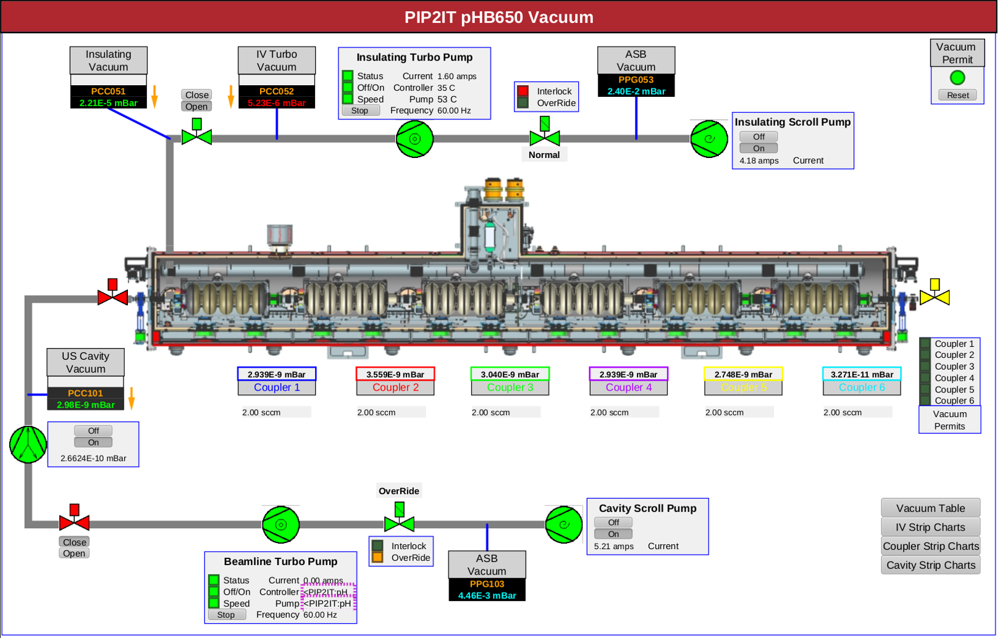 PIP2IT pHB650 Vacuum
Insulating
Vacuum
PCC051
2.21E-5 mBar
Close
Open
IV Turbo
Vacuum
PCC052
5.23E-6 mBar
Insulating Turbo Pump
Status Current 1.60 amps
Off/On Controller 35 C
Speed Pump 53 C
Stop Frequency 60.00 Hz
Interlock
OverRide
Normal
ASB
Vacuum
PPG053
2.40E-2 mBar
Insulating Scroll Pump
Off
On
4.18 amps Current
Vacuum
Permit
Reset
US Cavity
Vacuum
PCC101
2.98E-9 mBar
Off
On
2.6624E-10 mBar
2.939E-9 mBar
Coupler 1
2.00 sccm
3.559E-9 mBar
Coupler 2
2.00 sccm
3.040E-9 mBar
Coupler 3
2.00 sccm
2.939E-9 mBar
Coupler 4
2.00 sccm
2.748E-9 mBar
Coupler 5
2.00 sccm
3.271E-11 mBar
Coupler 6
2.00 sccm
Coupler 1
Coupler 2
Coupler 3
Coupler 4
Coupler 5
Coupler 6
Vacuum
Permits
Close
Open
Beamline Turbo Pump
Status Current 0.00 amps
Off/On Controller <PIP2IT:pH
Speed Pump <PIP2IT:pH
Stop Frequency 60.00 Hz
OverRide
Interlock
OverRide
ASB
Vacuum
PPG103
4.46E-3 mBar
Cavity Scroll Pump
Off
On
5.21 amps Current
Vacuum Table
IV Strip Charts
Coupler Strip Charts
Cavity Strip Charts